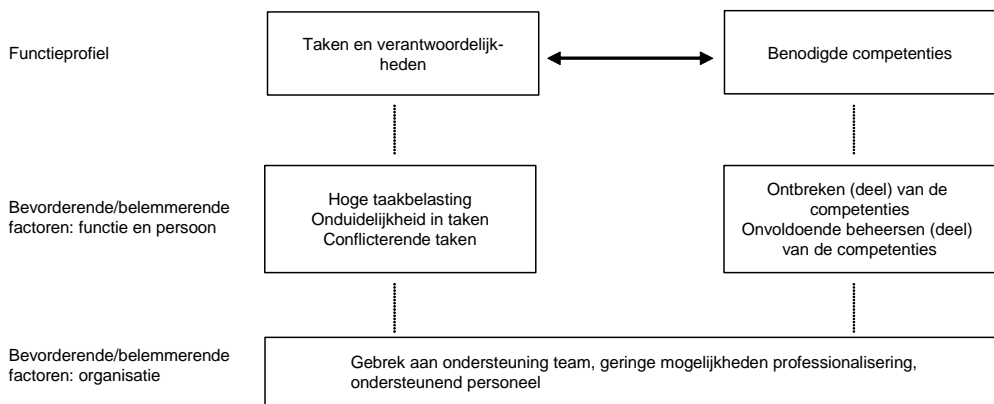 Functieprofiel
Taken en verantwoordelijk-
heden
Benodigde competenties
Bevorderende/belemmerende
factoren: functie en persoon
Hoge taakbelasting
Onduidelijkheid in taken
Conflicterende taken
Ontbreken (deel) van de
competenties
Onvoldoende beheersen (deel)
van de competenties
Bevorderende/belemmerende
factoren: organisatie
Gebrek aan ondersteuning team, geringe mogelijkheden professionalisering,
ondersteunend personeel